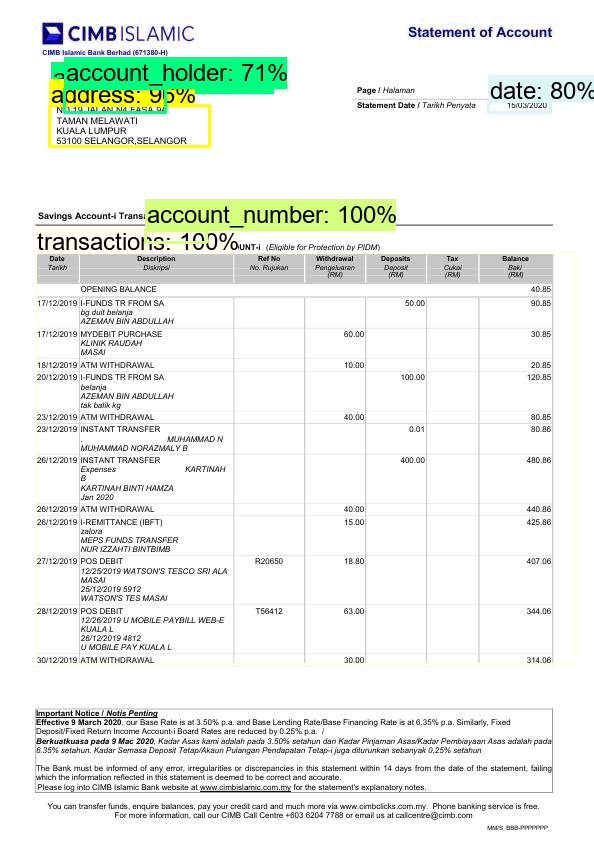 CIMB ISLAMIC
Statement of Account
CIMB Islamic Bank Berhad (671380-H)
account_holder: 71%
address: 95%
Page / Halaman
date: 80%
Statement Date / Tarikh Penyata 15/03/2020
NO 19 JALAN N4 FASA 9A
TAMAN MELAWATI
KUALA LUMPUR
53100 SELANGOR,SELANGOR
Savings Account-i
account_number: 100%
transactions: 100%
UNT-i (Eligible for Protection by PIDM)
Date Description Ref No Withdrawal Deposits Tax Balance
Tarikh Diskripsi No. Rujukan Pengeluaran Deposit Cukai Baki
(RM) (RM) (RM) (RM)
OPENING BALANCE 40.85
17/12/2019 I-FUNDS TR FROM SA 50.00 90.85
bg duit belanja
AZEMAN BIN ABDULLAH
17/12/2019 MYDEBIT PURCHASE 60.00 30.85
KLINIK RAUDAH
MASAI
18/12/2019 ATM WITHDRAWAL 10.00 20.85
20/12/2019 I-FUNDS TR FROM SA 100.00 120.85
belanja
AZEMAN BIN ABDULLAH
tak balik kg
23/12/2019 ATM WITHDRAWAL 40.00 80.85
23/12/2019 INSTANT TRANSFER 0.01 80.86
. MUHAMMAD N
MUHAMMAD NORAZMALY B
26/12/2019 INSTANT TRANSFER 400.00 480.86
Expenses KARTINAH
B
KARTINAH BINTI HAMZA
Jan 2020
26/12/2019 ATM WITHDRAWAL 40.00 440.86
26/12/2019 I-REMITTANCE (IBFT) 15.00 425.86
zalora
MEPS FUNDS TRANSFER
NUR IZZAHTI BINTBIMB
27/12/2019 POS DEBIT R20650 18.80 407.06
12/25/2019 WATSON'S TESCO SRI ALA
MASAI
25/12/2019 5912
WATSON'S TES MASAI
28/12/2019 POS DEBIT T56412 63.00 344.06
12/26/2019 U MOBILE PAYBILL WEB-E
KUALA L
26/12/2019 4812
U MOBILE PAY KUALA L
30/12/2019 ATM WITHDRAWAL 30.00 314.06
Important Notice / Notis Penting
Effective 9 March 2020, our Base Rate is at 3.50% p.a. and Base Lending Rate/Base Financing Rate is at 6.35% p.a. Similarly, Fixed
Deposit/Fixed Return Income Account-i Board Rates are reduced by 0.25% p.a. /
Berkuatkuasa pada 9 Mac 2020, Kadar Asas kami adalah pada 3.50% setahun dan Kadar Pinjaman Asas/Kadar Pembiayaan Asas adalah pada
6.35% setahun. Kadar Semasa Deposit Tetap/Akaun Pulangan Pendapatan Tetap-i juga diturunkan sebanyak 0.25% setahun
The Bank must be informed of any error, irregularities or discrepancies in this statement within 14 days from the date of the statement, failing
which the information reflected in this statement is deemed to be correct and accurate.
Please log into CIMB Islamic Bank website at www.cimbislamic.my for the statement's explanatory notes.
You can transfer funds, enquire balances, pay your credit card and much more via www.cimbclicks.com.my. Phone banking service is free.
For more information, call our CIMB Call Centre +603 6204 7788 or email us at callcentre@cimb.com
MM/S BBB-PPPPPPP